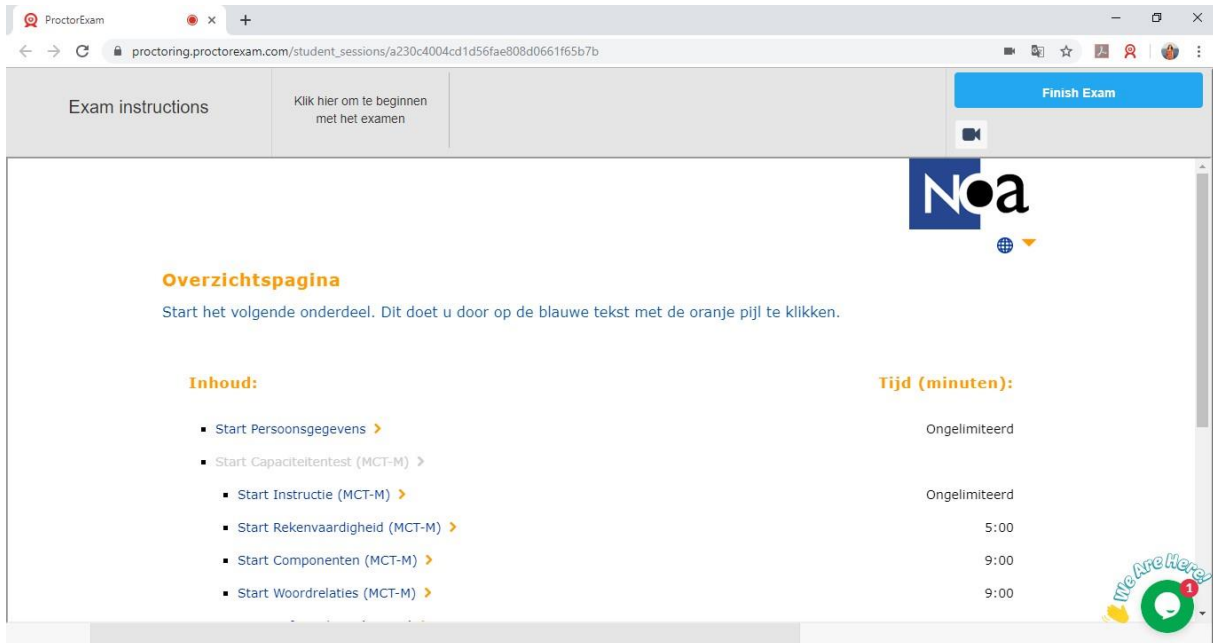 ProctorExam
proctoring.proctorexam.com/student_sessions/a230c4004cd1d56fae808d0661f65b7b
Exam instructions
Klik hier om te beginnen
met het examen
Finish Exam
Noa
Overzichtspagina
Start het volgende onderdeel. Dit doet u door op de blauwe tekst met de oranje pijl te klikken.
Inhoud: Tijd (minuten):
Start Persoonsgegevens Ongelimiteerd
Start Capaciteitentest (MCT-M)
Start Instructie (MCT-M) Ongelimiteerd
Start Rekenvaardigheid (MCT-M) 5:00
Start Componenten (MCT-M) 9:00
Start Woordrelaties (MCT-M) 9:00
We Are Here!
1